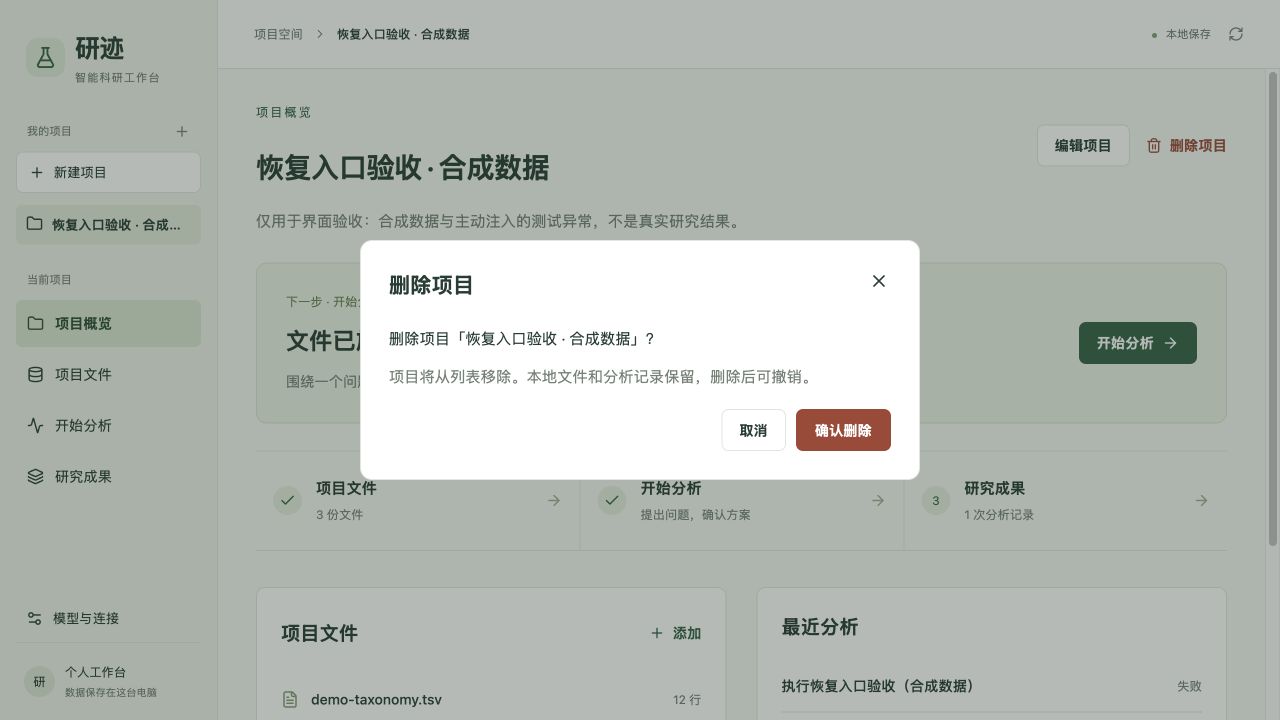 研迹
智能科研工作台
我的项目
新建项目
恢复入口验收 · 合成...
当前项目
项目概览
项目文件
开始分析
研究成果
模型与连接
研
个人工作台
数据保存在这台电脑
项目空间
恢复入口验收 · 合成数据
本地保存
项目概览
恢复入口验收 · 合成数据
编辑项目
删除项目
仅用于界面验收：合成数据与主动注入的测试异常，不是真实研究结果。
下一步 · 开始
文件已
围绕一个问
开始分析
删除项目
删除项目「恢复入口验收 · 合成数据」?
项目将从列表移除。本地文件和分析记录保留，删除后可撤销。
取消
确认删除
项目文件
3 份文件
开始分析
提出问题，确认方案
3
研究成果
1 次分析记录
项目文件
添加
demo-taxonomy.tsv
12 行
最近分析
执行恢复入口验收（合成数据）
失败